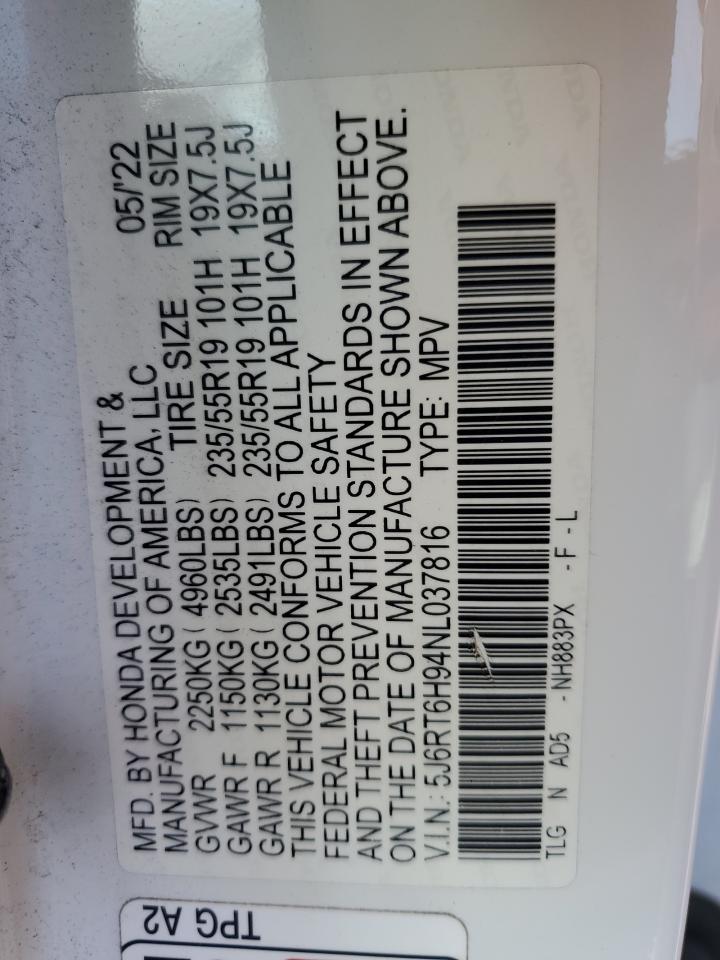 MFD. BY HONDA DEVELOPMENT & 05/'22
MANUFACTURING OF AMERICA, LLC
TIRE SIZE RIM SIZE
GVWR 2250KG ( 4960LBS)
GAWR F 1150KG ( 2535LBS) 235/55R19 101H 19X7.5J
GAWR R 1130KG ( 2491LBS) 235/55R19 101H 19X7.5J
THIS VEHICLE CONFORMS TO ALL APPLICABLE
FEDERAL MOTOR VEHICLE SAFETY
AND THEFT PREVENTION STANDARDS IN EFFECT
ON THE DATE OF MANUFACTURE SHOWN ABOVE.
V.I.N.: 5J6RT6H94NL037816 TYPE: MPV
TLG N AD5 -NH883PX -F -L
TPG A2